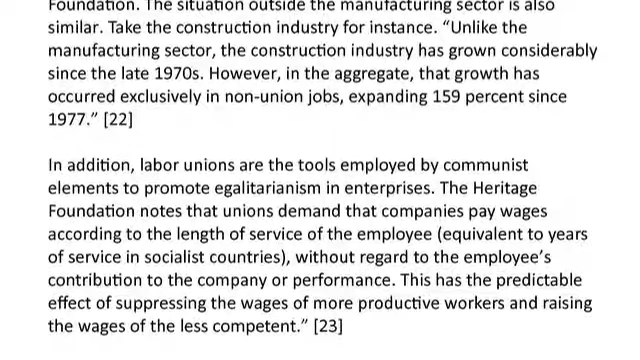 Foundation. The situation outside the manufacturing sector is also
similar. Take the construction industry for instance. “Unlike the
manufacturing sector, the construction industry has grown considerably
since the late 1970s. However, in the aggregate, that growth has
occurred exclusively in non-union jobs, expanding 159 percent since
1977.” [22]
In addition, labor unions are the tools employed by communist
elements to promote egalitarianism in enterprises. The Heritage
Foundation notes that unions demand that companies pay wages
according to the length of service of the employee (equivalent to years
of service in socialist countries), without regard to the employee’s
contribution to the company or performance. This has the predictable
effect of suppressing the wages of more productive workers and raising
the wages of the less competent.” [23]